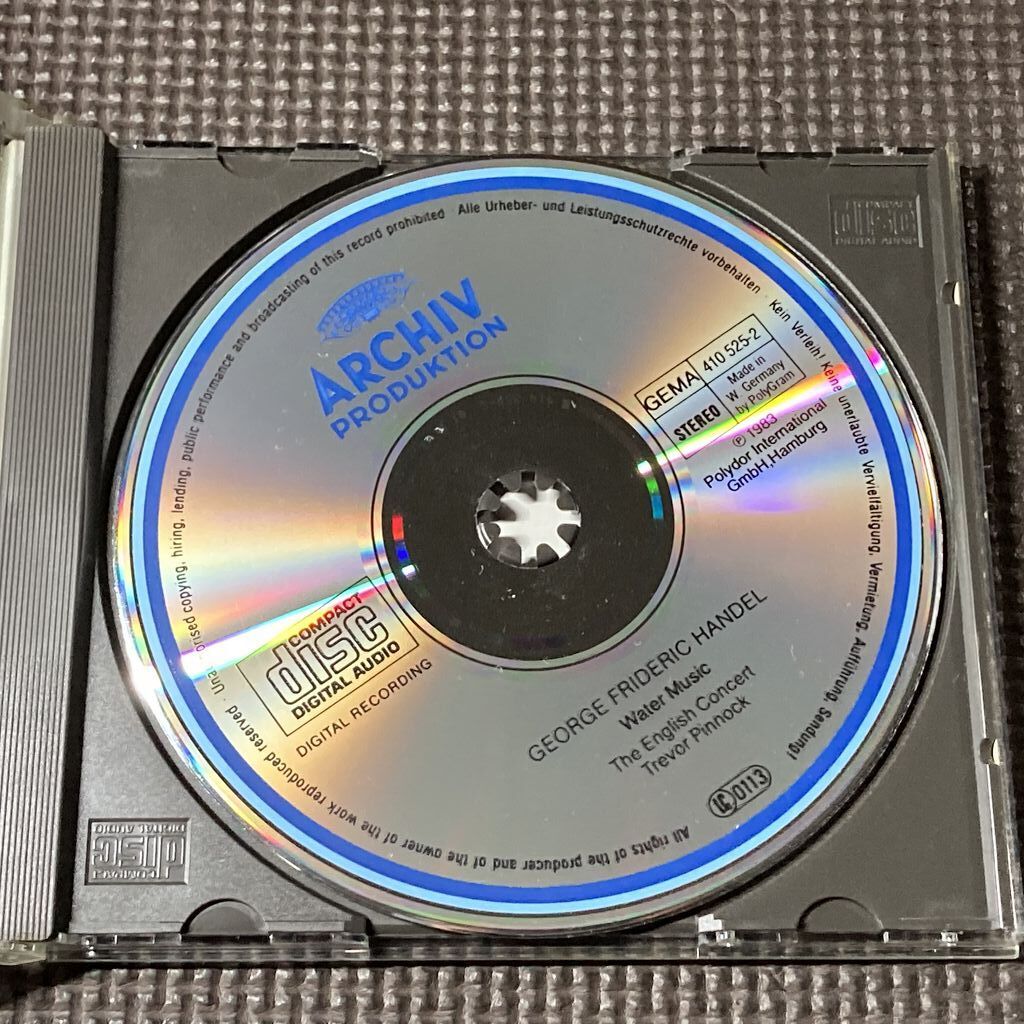 All rights of the producer and of the owner of the work reproduced reserved · Unauthorised copying, hiring, lending, public performance and broadcasting of this record prohibited
Alle Urheber- und Leistungsschutzrechte vorbehalten
Kein Verleih! Keine unerlaubte Vervielfältigung, Vermietung, Aufführung, Sendung!
ARCHIV
PRODUKTION
GEMA
410 525-2
STEREO
Made in
W. Germany
by PolyGram
℗ 1983
Polydor International
GmbH, Hamburg
COMPACT
disc
DIGITAL AUDIO
DIGITAL RECORDING
GEORGE FRIDERIC HANDEL
Water Music
The English Concert
Trevor Pinnock
LC 0113
COMPACT
disc
DIGITAL AUDIO
COMPACT
disc
DIGITAL AUDIO